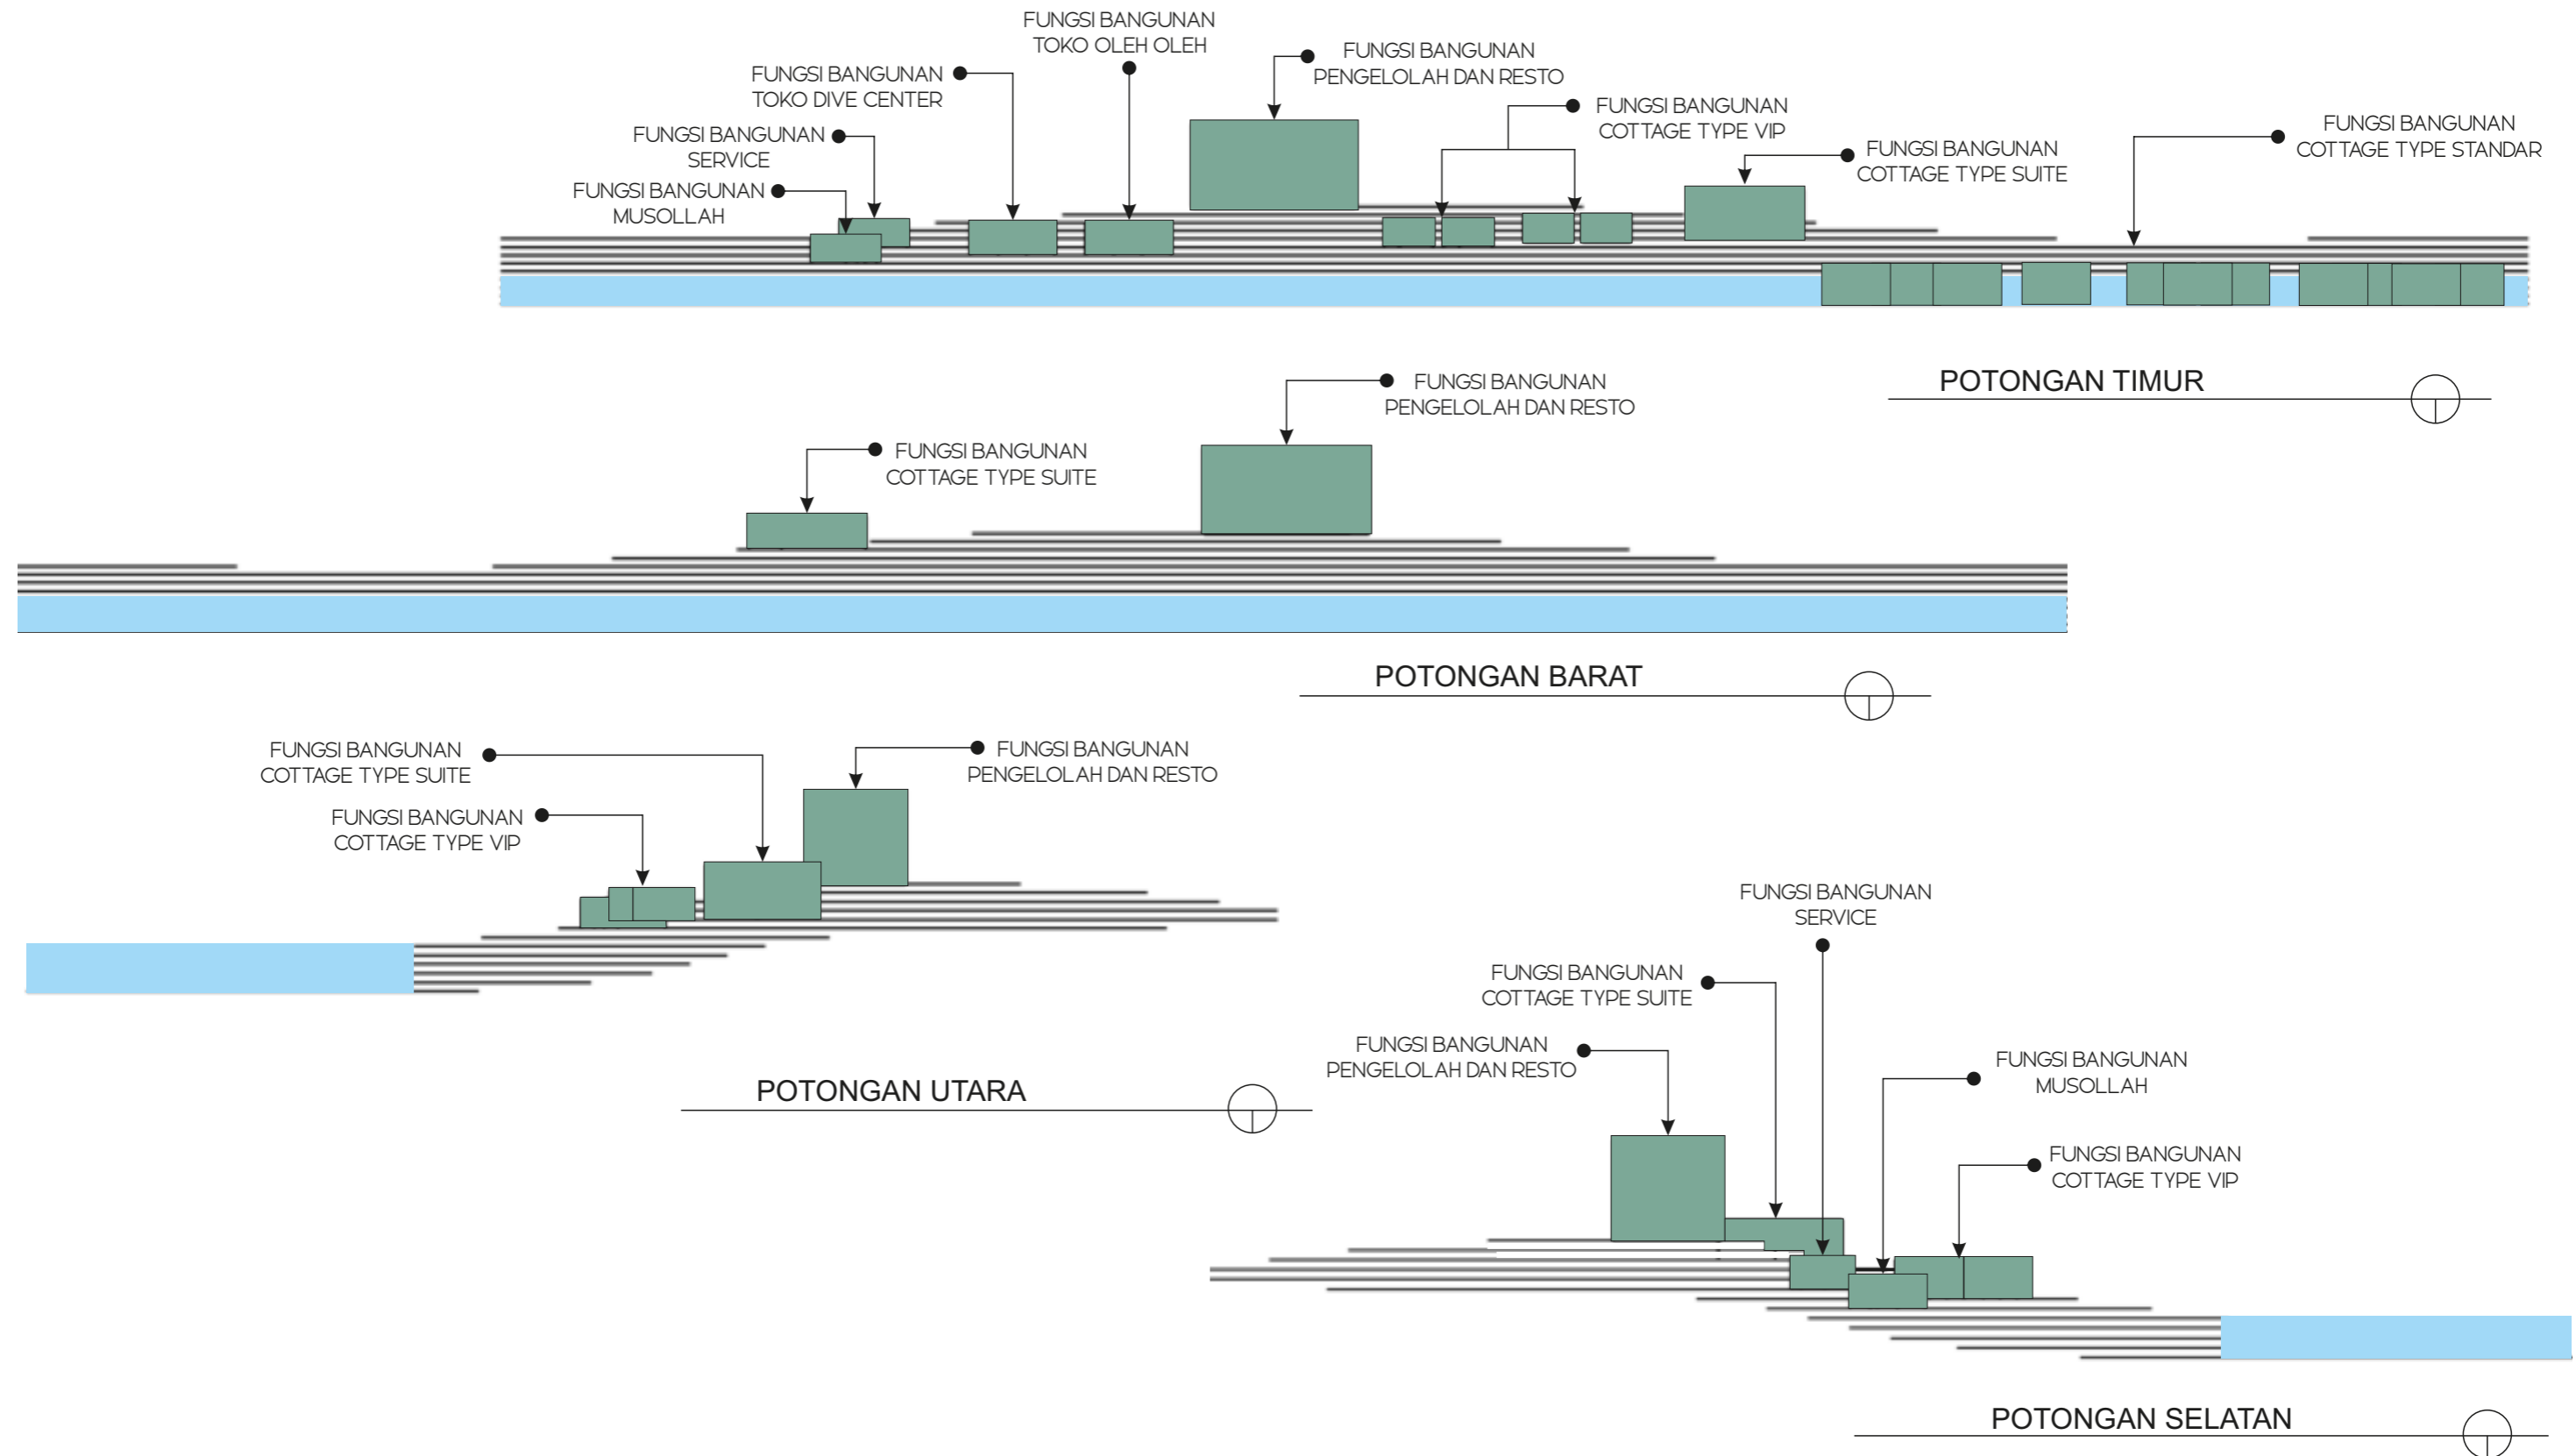 FUNGSI BANGUNAN
TOKO OLEH OLEH
FUNGSI BANGUNAN
PENGELOLAH DAN RESTO
FUNGSI BANGUNAN
TOKO DIVE CENTER
FUNGSI BANGUNAN
COTTAGE TYPE VIP
FUNGSI BANGUNAN
SERVICE
FUNGSI BANGUNAN
COTTAGE TYPE SUITE
FUNGSI BANGUNAN
COTTAGE TYPE STANDAR
FUNGSI BANGUNAN
MUSOLLAH
POTONGAN TIMUR
FUNGSI BANGUNAN
PENGELOLAH DAN RESTO
FUNGSI BANGUNAN
COTTAGE TYPE SUITE
POTONGAN BARAT
FUNGSI BANGUNAN
COTTAGE TYPE SUITE
FUNGSI BANGUNAN
PENGELOLAH DAN RESTO
FUNGSI BANGUNAN
COTTAGE TYPE VIP
POTONGAN UTARA
FUNGSI BANGUNAN
SERVICE
FUNGSI BANGUNAN
COTTAGE TYPE SUITE
FUNGSI BANGUNAN
PENGELOLAH DAN RESTO
FUNGSI BANGUNAN
MUSOLLAH
FUNGSI BANGUNAN
COTTAGE TYPE VIP
POTONGAN SELATAN